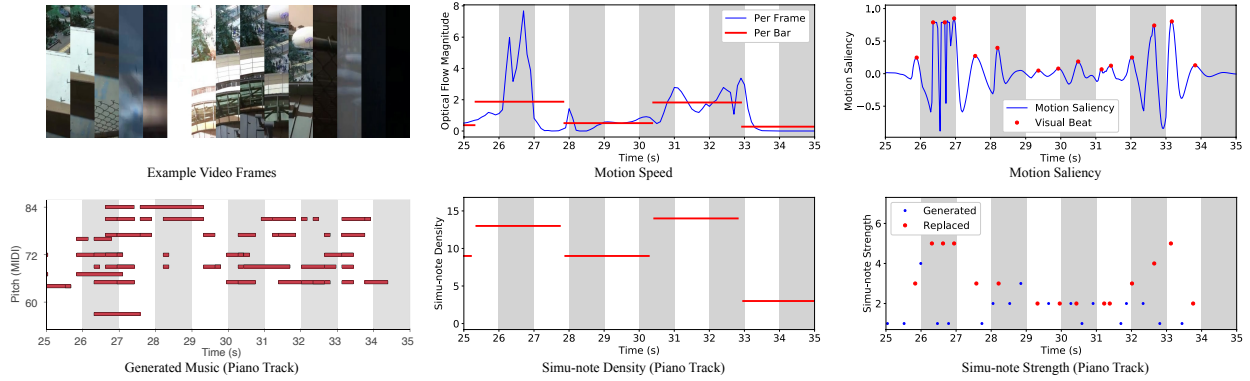 8
6
4
2
0
Optical Flow Magnitude
Per Frame
Per Bar
25 26 27 28 29 30 31 32 33 34 35
Time (s)
1.0
0.5
0.0
−0.5
Motion Saliency
Motion Saliency
Visual Beat
25 26 27 28 29 30 31 32 33 34 35
Time (s)
Example Video Frames
Motion Speed
Motion Saliency
84
72
60
Pitch (MIDI)
25 26 27 28 29 30 31 32 33 34 35
Time (s)
15
10
5
0
Simu-note Density
25 26 27 28 29 30 31 32 33 34 35
Time (s)
6
4
2
0
Simu-note Strength
Generated
Replaced
25 26 27 28 29 30 31 32 33 34 35
Time (s)
Generated Music (Piano Track)
Simu-note Density (Piano Track)
Simu-note Strength (Piano Track)